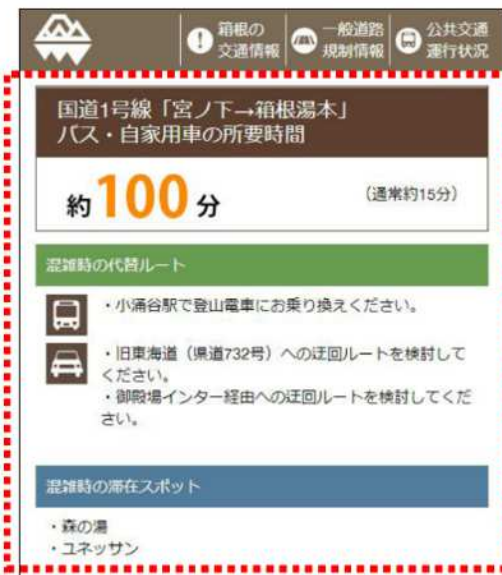 箱根の
交通情報
一般道路
規制情報
公共交通
運行状況
国道1号線「宮ノ下→箱根湯本」
バス・自家用車の所要時間
約100分
（通常約15分）
混雑時の代替ルート
・小涌谷駅で登山電車にお乗り換えください。
・旧東海道（県道732号）への迂回ルートを検討して
ください。
・御殿場インター経由への迂回ルートを検討してくだ
さい。
混雑時の滞在スポット
・森の湯
・ユネッサン